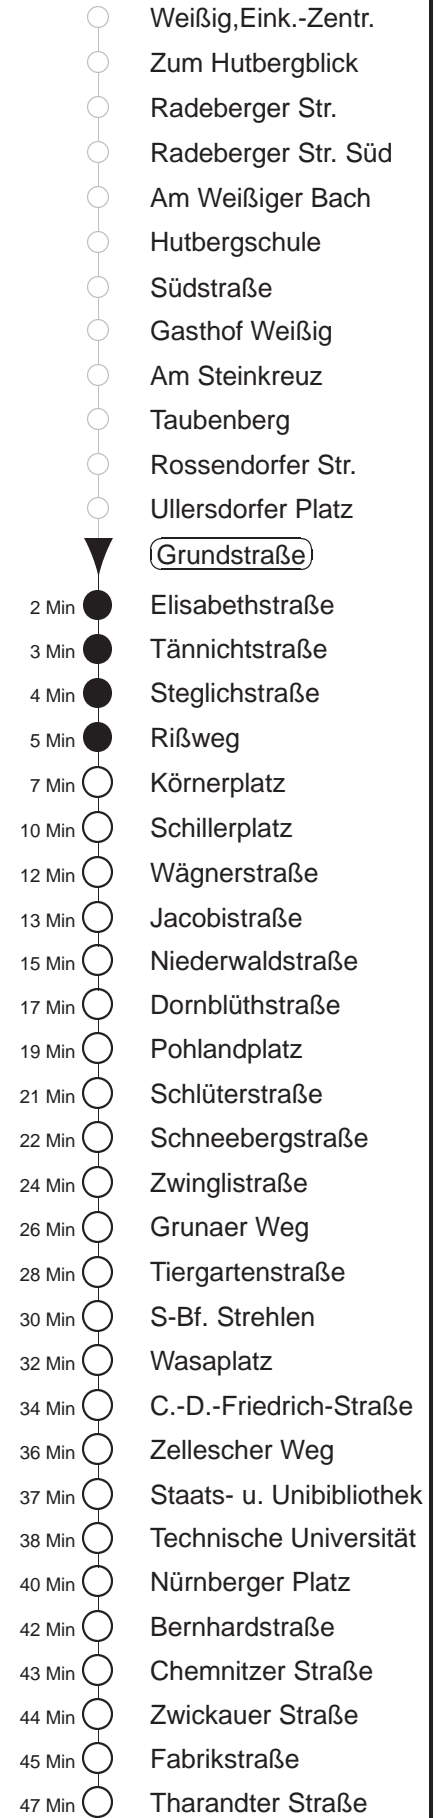 Weißig,Eink.-Zentr.
Zum Hutbergblick
Radeberger Str.
Radeberger Str. Süd
Am Weißiger Bach
Hutbergschule
Südstraße
Gasthof Weißig
Am Steinkreuz
Taubenberg
Rossendorfer Str.
Ullersdorfer Platz
Grundstraße
2 Min Elisabethstraße
3 Min Tännichtstraße
4 Min Steglichstraße
5 Min Rißweg
7 Min Körnerplatz
10 Min Schillerplatz
12 Min Wägnerstraße
13 Min Jacobistraße
15 Min Niederwaldstraße
17 Min Dornblüthstraße
19 Min Pohlandplatz
21 Min Schlüterstraße
22 Min Schneebergstraße
24 Min Zwinglistraße
26 Min Grunaer Weg
28 Min Tiergartenstraße
30 Min S-Bf. Strehlen
32 Min Wasaplatz
34 Min C.-D.-Friedrich-Straße
36 Min Zellescher Weg
37 Min Staats- u. Unibibliothek
38 Min Technische Universität
40 Min Nürnberger Platz
42 Min Bernhardstraße
43 Min Chemnitzer Straße
44 Min Zwickauer Straße
45 Min Fabrikstraße
47 Min Tharandter Straße